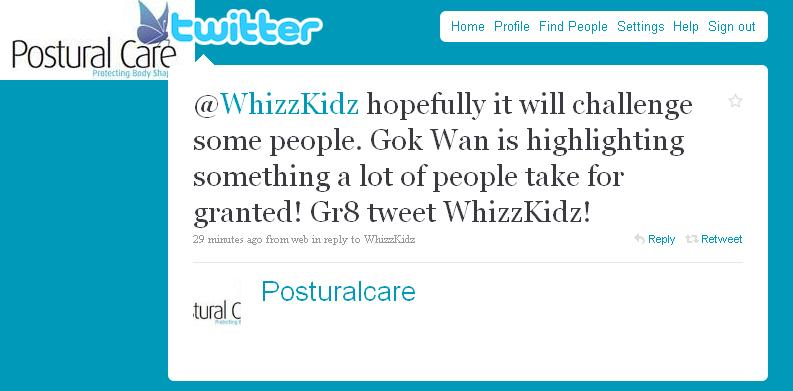 Postural Care
Protecting Body Shap
twitter
Home Profile Find People Settings Help Sign out
@WhizzKidz hopefully it will challenge
some people. Gok Wan is highlighting
something a lot of people take for
granted! Gr8 tweet WhizzKidz!
29 minutes ago from web in reply to WhizzKidz
Reply Retweet
Posturalcare
tural C
Protecting